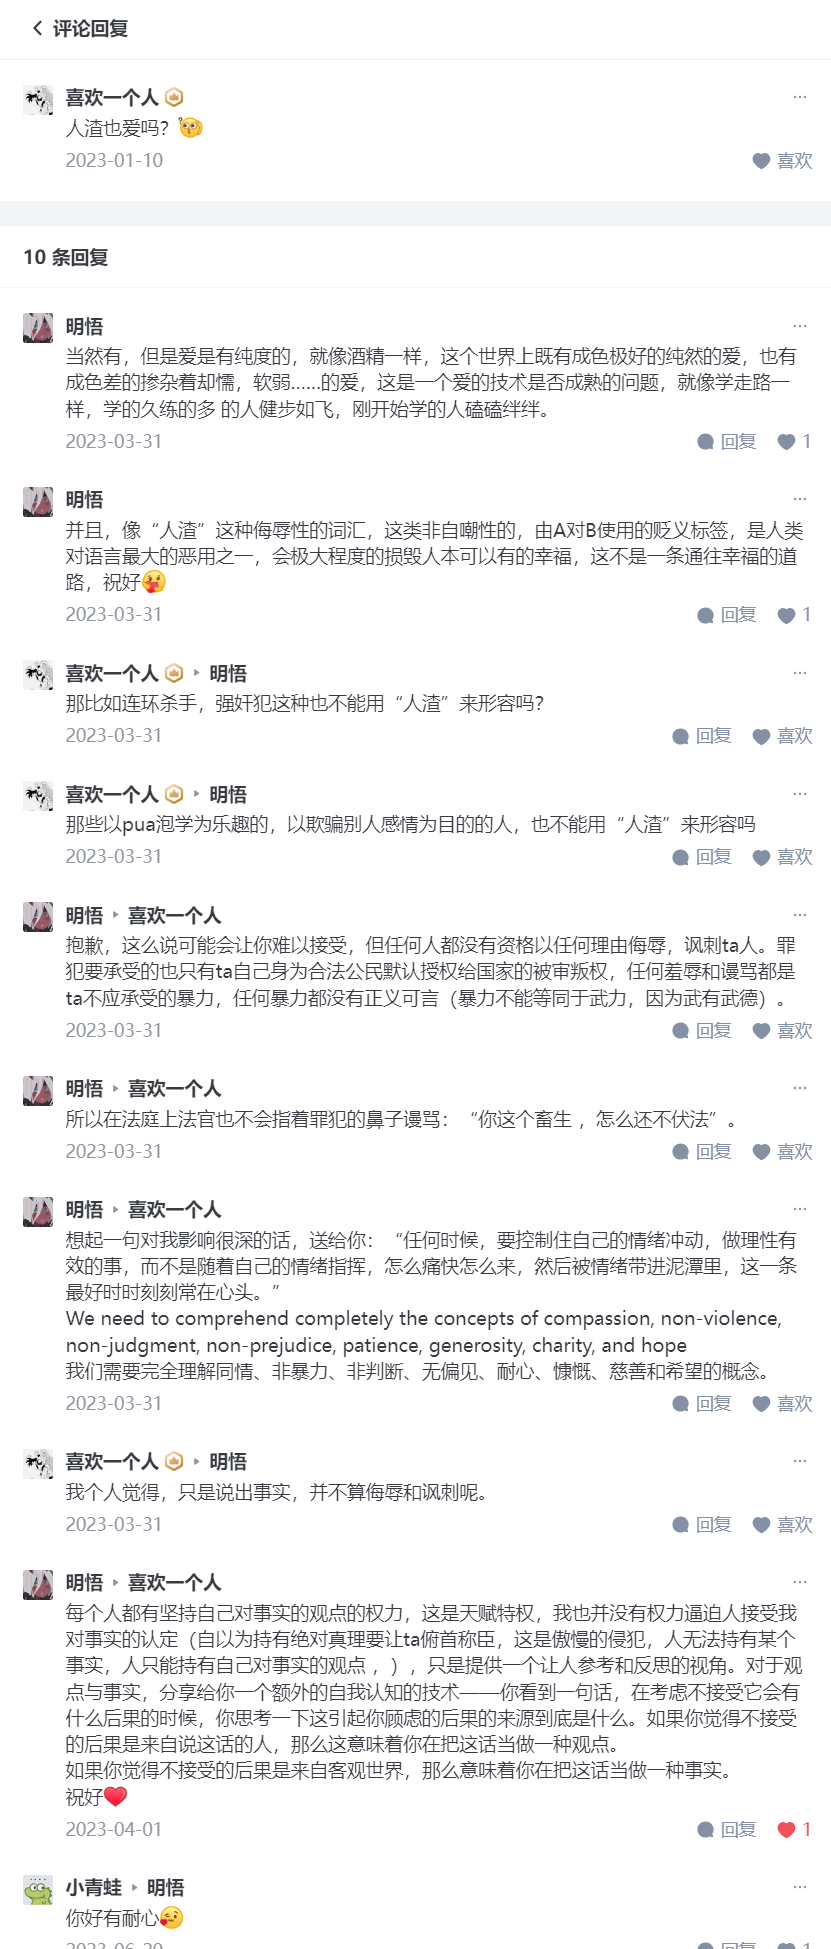 评论回复
喜欢一个人
人渣也爱吗？
2023-01-10
喜欢
10 条回复
明悟
当然有，但是爱是有纯度的，就像酒精一样，这个世界上既有成色极好的纯然的爱，也有
成色差的掺杂着却懦，软弱......的爱，这是一个爱的技术是否成熟的问题，就像学走路一
样，学的久练的多 的人健步如飞，刚开始学的人磕磕绊绊。
2023-03-31
回复 1
明悟
并且，像“人渣”这种侮辱性的词汇，这类非自嘲性的，由A对B使用的贬义标签，是人类
对语言最大的恶用之一，会极大程度的损毁人本可以有的幸福，这不是一条通往幸福的道
路，祝好
2023-03-31
回复 1
喜欢一个人 明悟
那比如连环杀手，强奸犯这种也不能用“人渣”来形容吗？
2023-03-31
回复 喜欢
喜欢一个人 明悟
那些以pua泡学为乐趣的，以欺骗别人感情为目的的人，也不能用“人渣”来形容吗
2023-03-31
回复 喜欢
明悟 喜欢一个人
抱歉，这么说可能会让你难以接受，但任何人都没有资格以任何理由侮辱，讽刺ta人。罪
犯要承受的也只有ta自己身为合法公民默认授权给国家的被审叛权，任何羞辱和谩骂都是
ta不应承受的暴力，任何暴力都没有正义可言（暴力不能等同于武力，因为武有武德）。
2023-03-31
回复 喜欢
明悟 喜欢一个人
所以在法庭上法官也不会指着罪犯的鼻子谩骂：“你这个畜生 ，怎么还不伏法”。
2023-03-31
回复 喜欢
明悟 喜欢一个人
想起一句对我影响很深的话，送给你：“任何时候，要控制住自己的情绪冲动，做理性有
效的事，而不是随着自己的情绪指挥，怎么痛快怎么来，然后被情绪带进泥潭里，这一条
最好时时刻刻常在心头。”
We need to comprehend completely the concepts of compassion, non-violence,
non-judgment, non-prejudice, patience, generosity, charity, and hope
我们需要完全理解同情、非暴力、非判断、无偏见、耐心、慷慨、慈善和希望的概念。
2023-03-31
回复 喜欢
喜欢一个人 明悟
我个人觉得，只是说出事实，并不算侮辱和讽刺呢。
2023-03-31
回复 喜欢
明悟 喜欢一个人
每个人都有坚持自己对事实的观点的权力，这是天赋特权，我也并没有权力逼迫人接受我
对事实的认定（自以为持有绝对真理要让ta俯首称臣，这是傲慢的侵犯，人无法持有某个
事实，人只能持有自己对事实的观点 ，），只是提供一个让人参考和反思的视角。对于观
点与事实，分享给你一个额外的自我认知的技术——你看到一句话，在考虑不接受它会有
什么后果的时候，你思考一下这引起你顾虑的后果的来源到底是什么。如果你觉得不接受
的后果是来自说这话的人，那么这意味着你在把这话当做一种观点。
如果你觉得不接受的后果是来自客观世界，那么意味着你在把这话当做一种事实。
祝好
2023-04-01
回复 1
小青蛙 明悟
你好有耐心
2023-06-20
回复 1